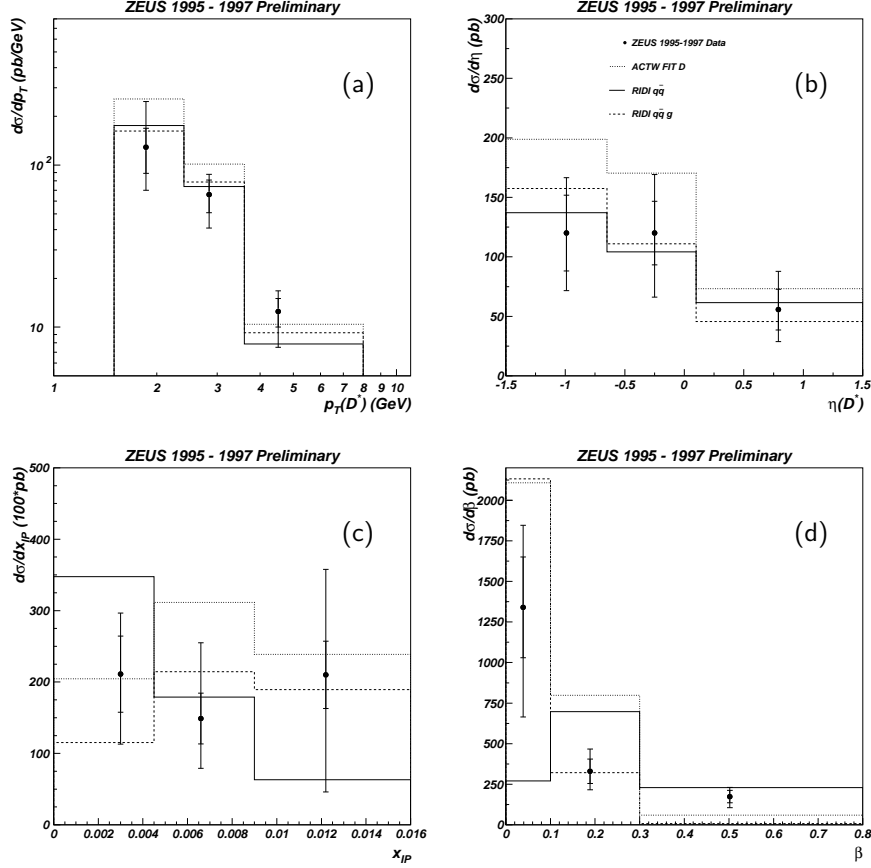 ZEUS 1995 - 1997 Preliminary
dσ/dp_T (pb/GeV)
(a)
10²
10
1 2 3 4 5 6 7 8 9 10
p_T(D*) (GeV)
ZEUS 1995 - 1997 Preliminary
dσ/dη (pb)
ZEUS 1995-1997 Data
ACTW FIT D
RIDI qq̄
RIDI qq̄ g
(b)
300
250
200
150
100
50
0
-1.5 -1 -0.5 0 0.5 1 1.5
η(D*)
ZEUS 1995 - 1997 Preliminary
dσ/dx_IP (100*pb)
(c)
500
400
300
200
100
0
0 0.002 0.004 0.006 0.008 0.01 0.012 0.014 0.016
x_IP
ZEUS 1995 - 1997 Preliminary
dσ/dβ (pb)
(d)
2000
1750
1500
1250
1000
750
500
250
0
0 0.1 0.2 0.3 0.4 0.5 0.6 0.7 0.8
β